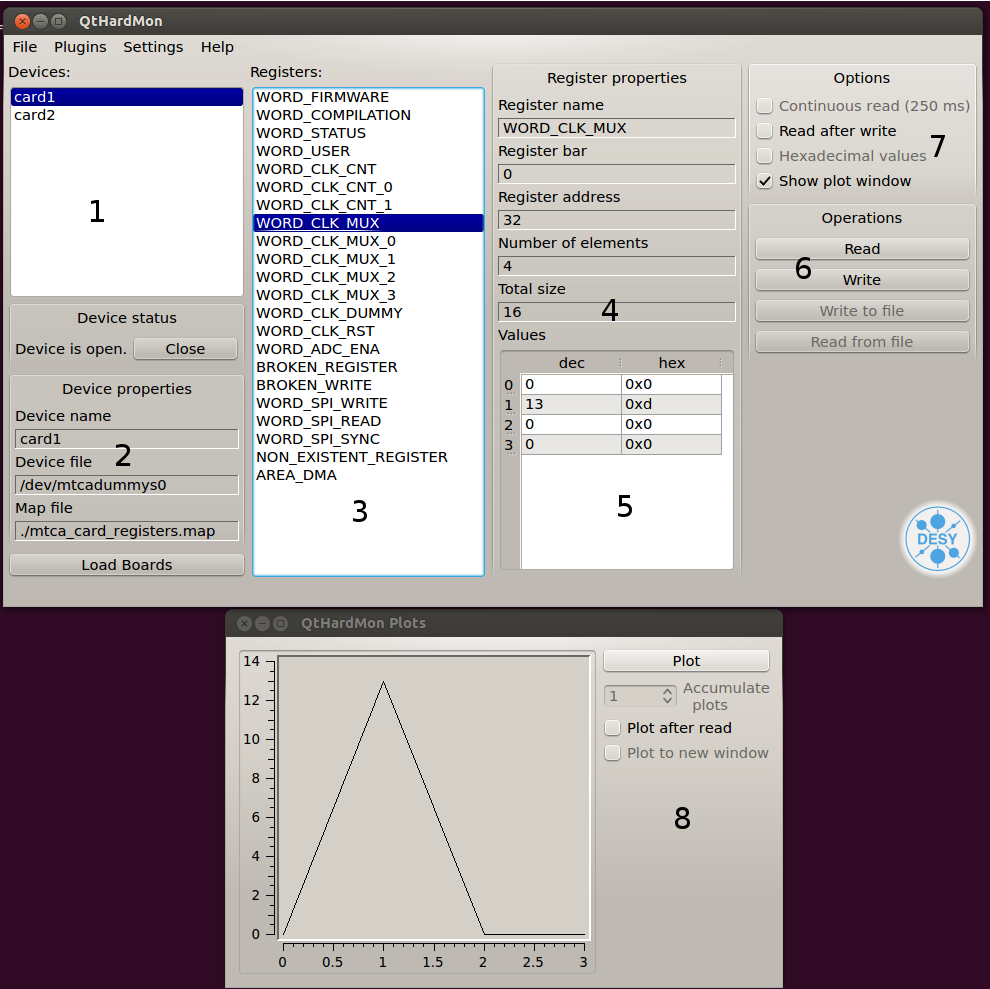 QtHardMon
File Plugins Settings Help
Devices:
card1
card2
1
Device status
Device is open. Close
Device properties
Device name
card1
2
Device file
/dev/mtcadummys0
Map file
./mtca_card_registers.map
Load Boards
Registers:
WORD_FIRMWARE
WORD_COMPILATION
WORD_STATUS
WORD_USER
WORD_CLK_CNT
WORD_CLK_CNT_0
WORD_CLK_CNT_1
WORD_CLK_MUX
WORD_CLK_MUX_0
WORD_CLK_MUX_1
WORD_CLK_MUX_2
WORD_CLK_MUX_3
WORD_CLK_DUMMY
WORD_CLK_RST
WORD_ADC_ENA
BROKEN_REGISTER
BROKEN_WRITE
WORD_SPI_WRITE
WORD_SPI_READ
WORD_SPI_SYNC
NON_EXISTENT_REGISTER
AREA_DMA
3
Register properties
Register name
WORD_CLK_MUX
Register bar
0
Register address
32
Number of elements
4
Total size
16
4
Values
dec hex
0 0 0x0
1 13 0xd
2 0 0x0
3 0 0x0
5
Options
Continuous read (250 ms)
Read after write
Hexadecimal values
7
Show plot window
Operations
Read
6
Write
Write to file
Read from file
DESY
QtHardMon Plots
14
12
10
8
6
4
2
0
0 0.5 1 1.5 2 2.5 3
Plot
1 Accumulate
plots
Plot after read
Plot to new window
8